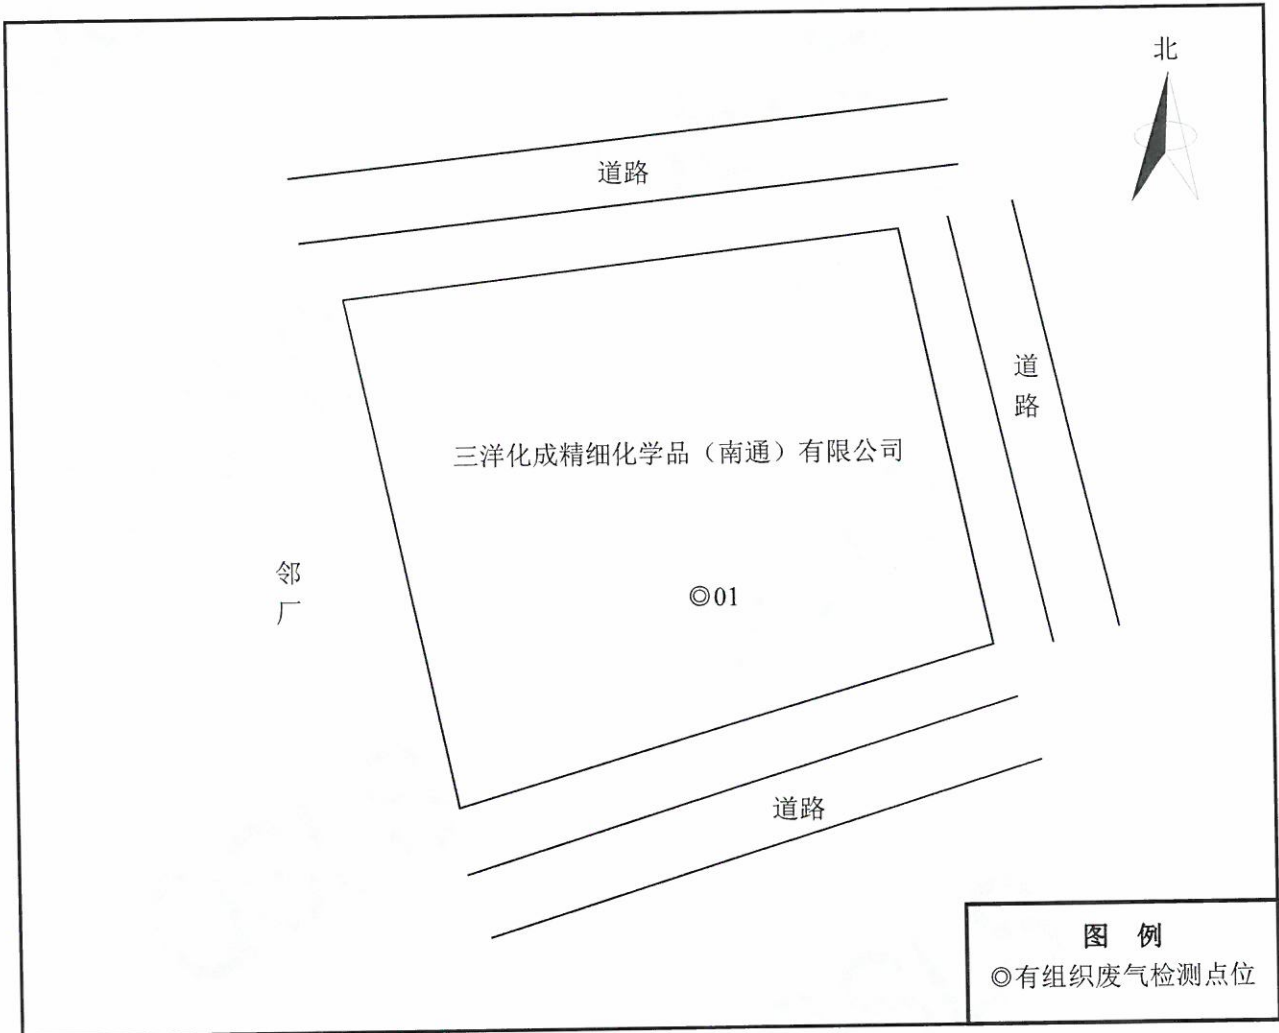 北
道路
道
路
三洋化成精细化学品（南通）有限公司
邻
厂
◎01
道路
图 例
◎有组织废气检测点位